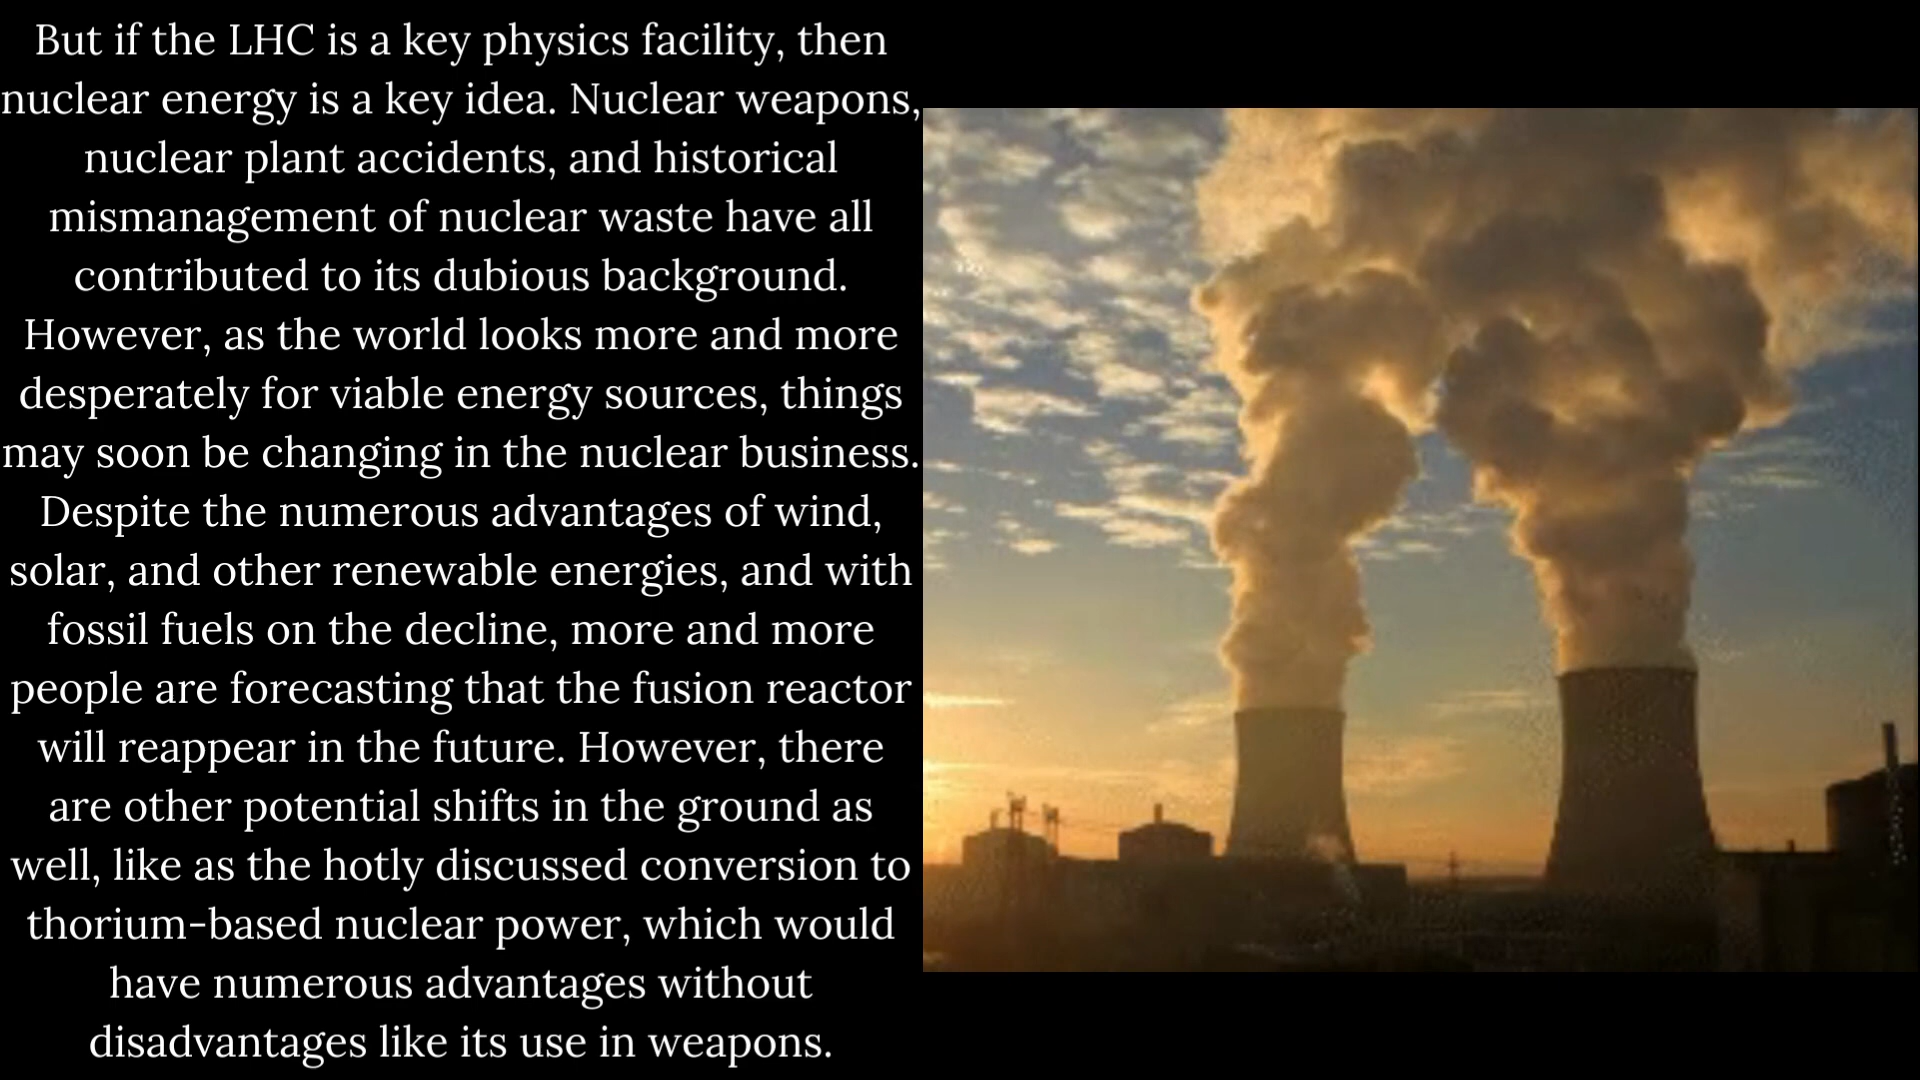 But if the LHC is a key physics facility, then
nuclear energy is a key idea. Nuclear weapons,
nuclear plant accidents, and historical
mismanagement of nuclear waste have all
contributed to its dubious background.
However, as the world looks more and more
desperately for viable energy sources, things
may soon be changing in the nuclear business.
Despite the numerous advantages of wind,
solar, and other renewable energies, and with
fossil fuels on the decline, more and more
people are forecasting that the fusion reactor
will reappear in the future. However, there
are other potential shifts in the ground as
well, like as the hotly discussed conversion to
thorium-based nuclear power, which would
have numerous advantages without
disadvantages like its use in weapons.